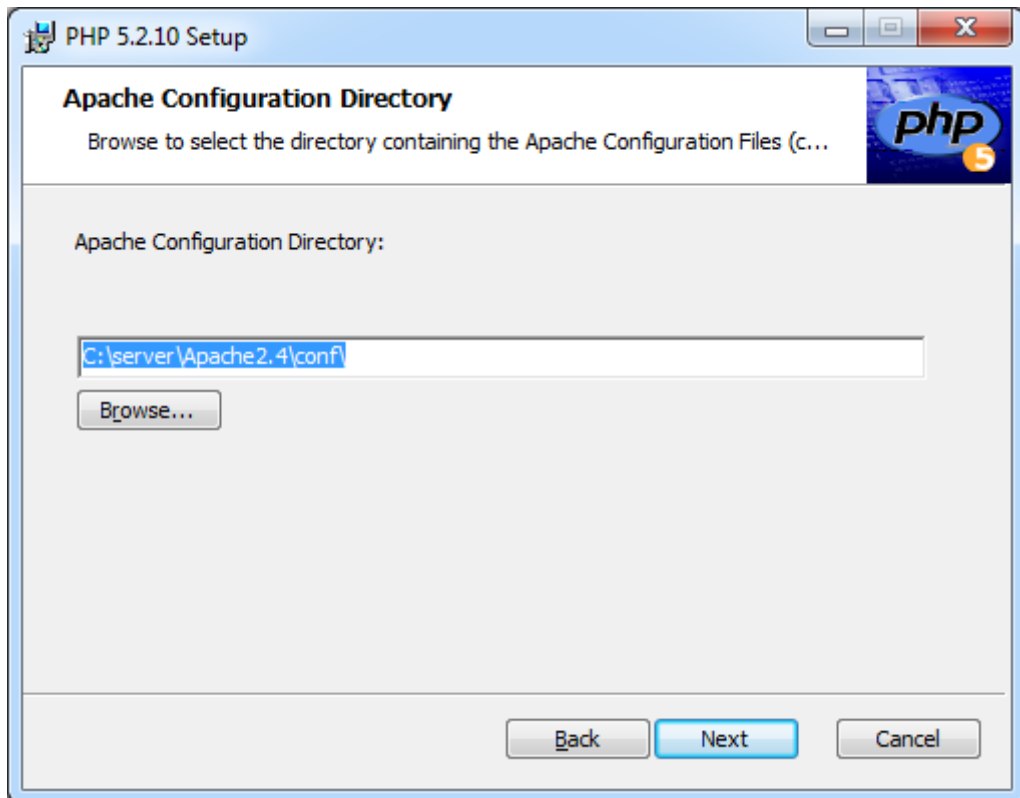 PHP 5.2.10 Setup
Apache Configuration Directory
Browse to select the directory containing the Apache Configuration Files (c...
php
5
Apache Configuration Directory:
C:\server\Apache2.4\conf\
Browse...
Back Next Cancel